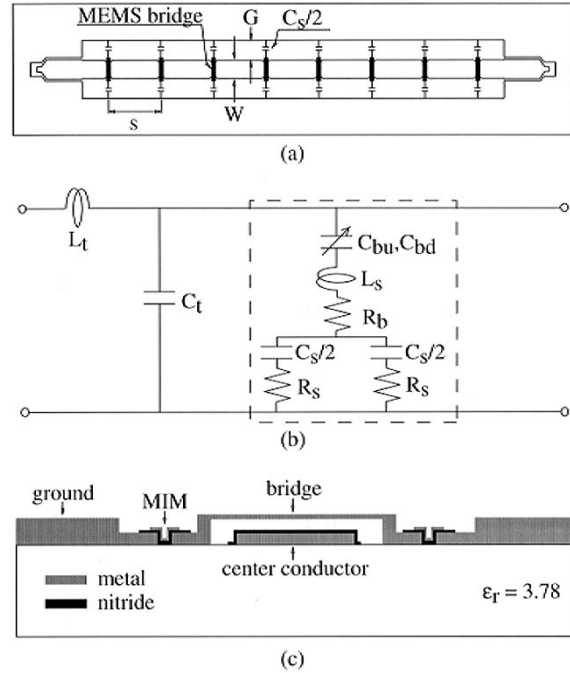 MEMS bridge
G
Cs/2
s
W
(a)
Lt
Ct
Cbu,Cbd
Ls
Rb
Cs/2
Cs/2
Rs
Rs
(b)
ground
MIM
bridge
center conductor
metal
nitride
εr = 3.78
(c)